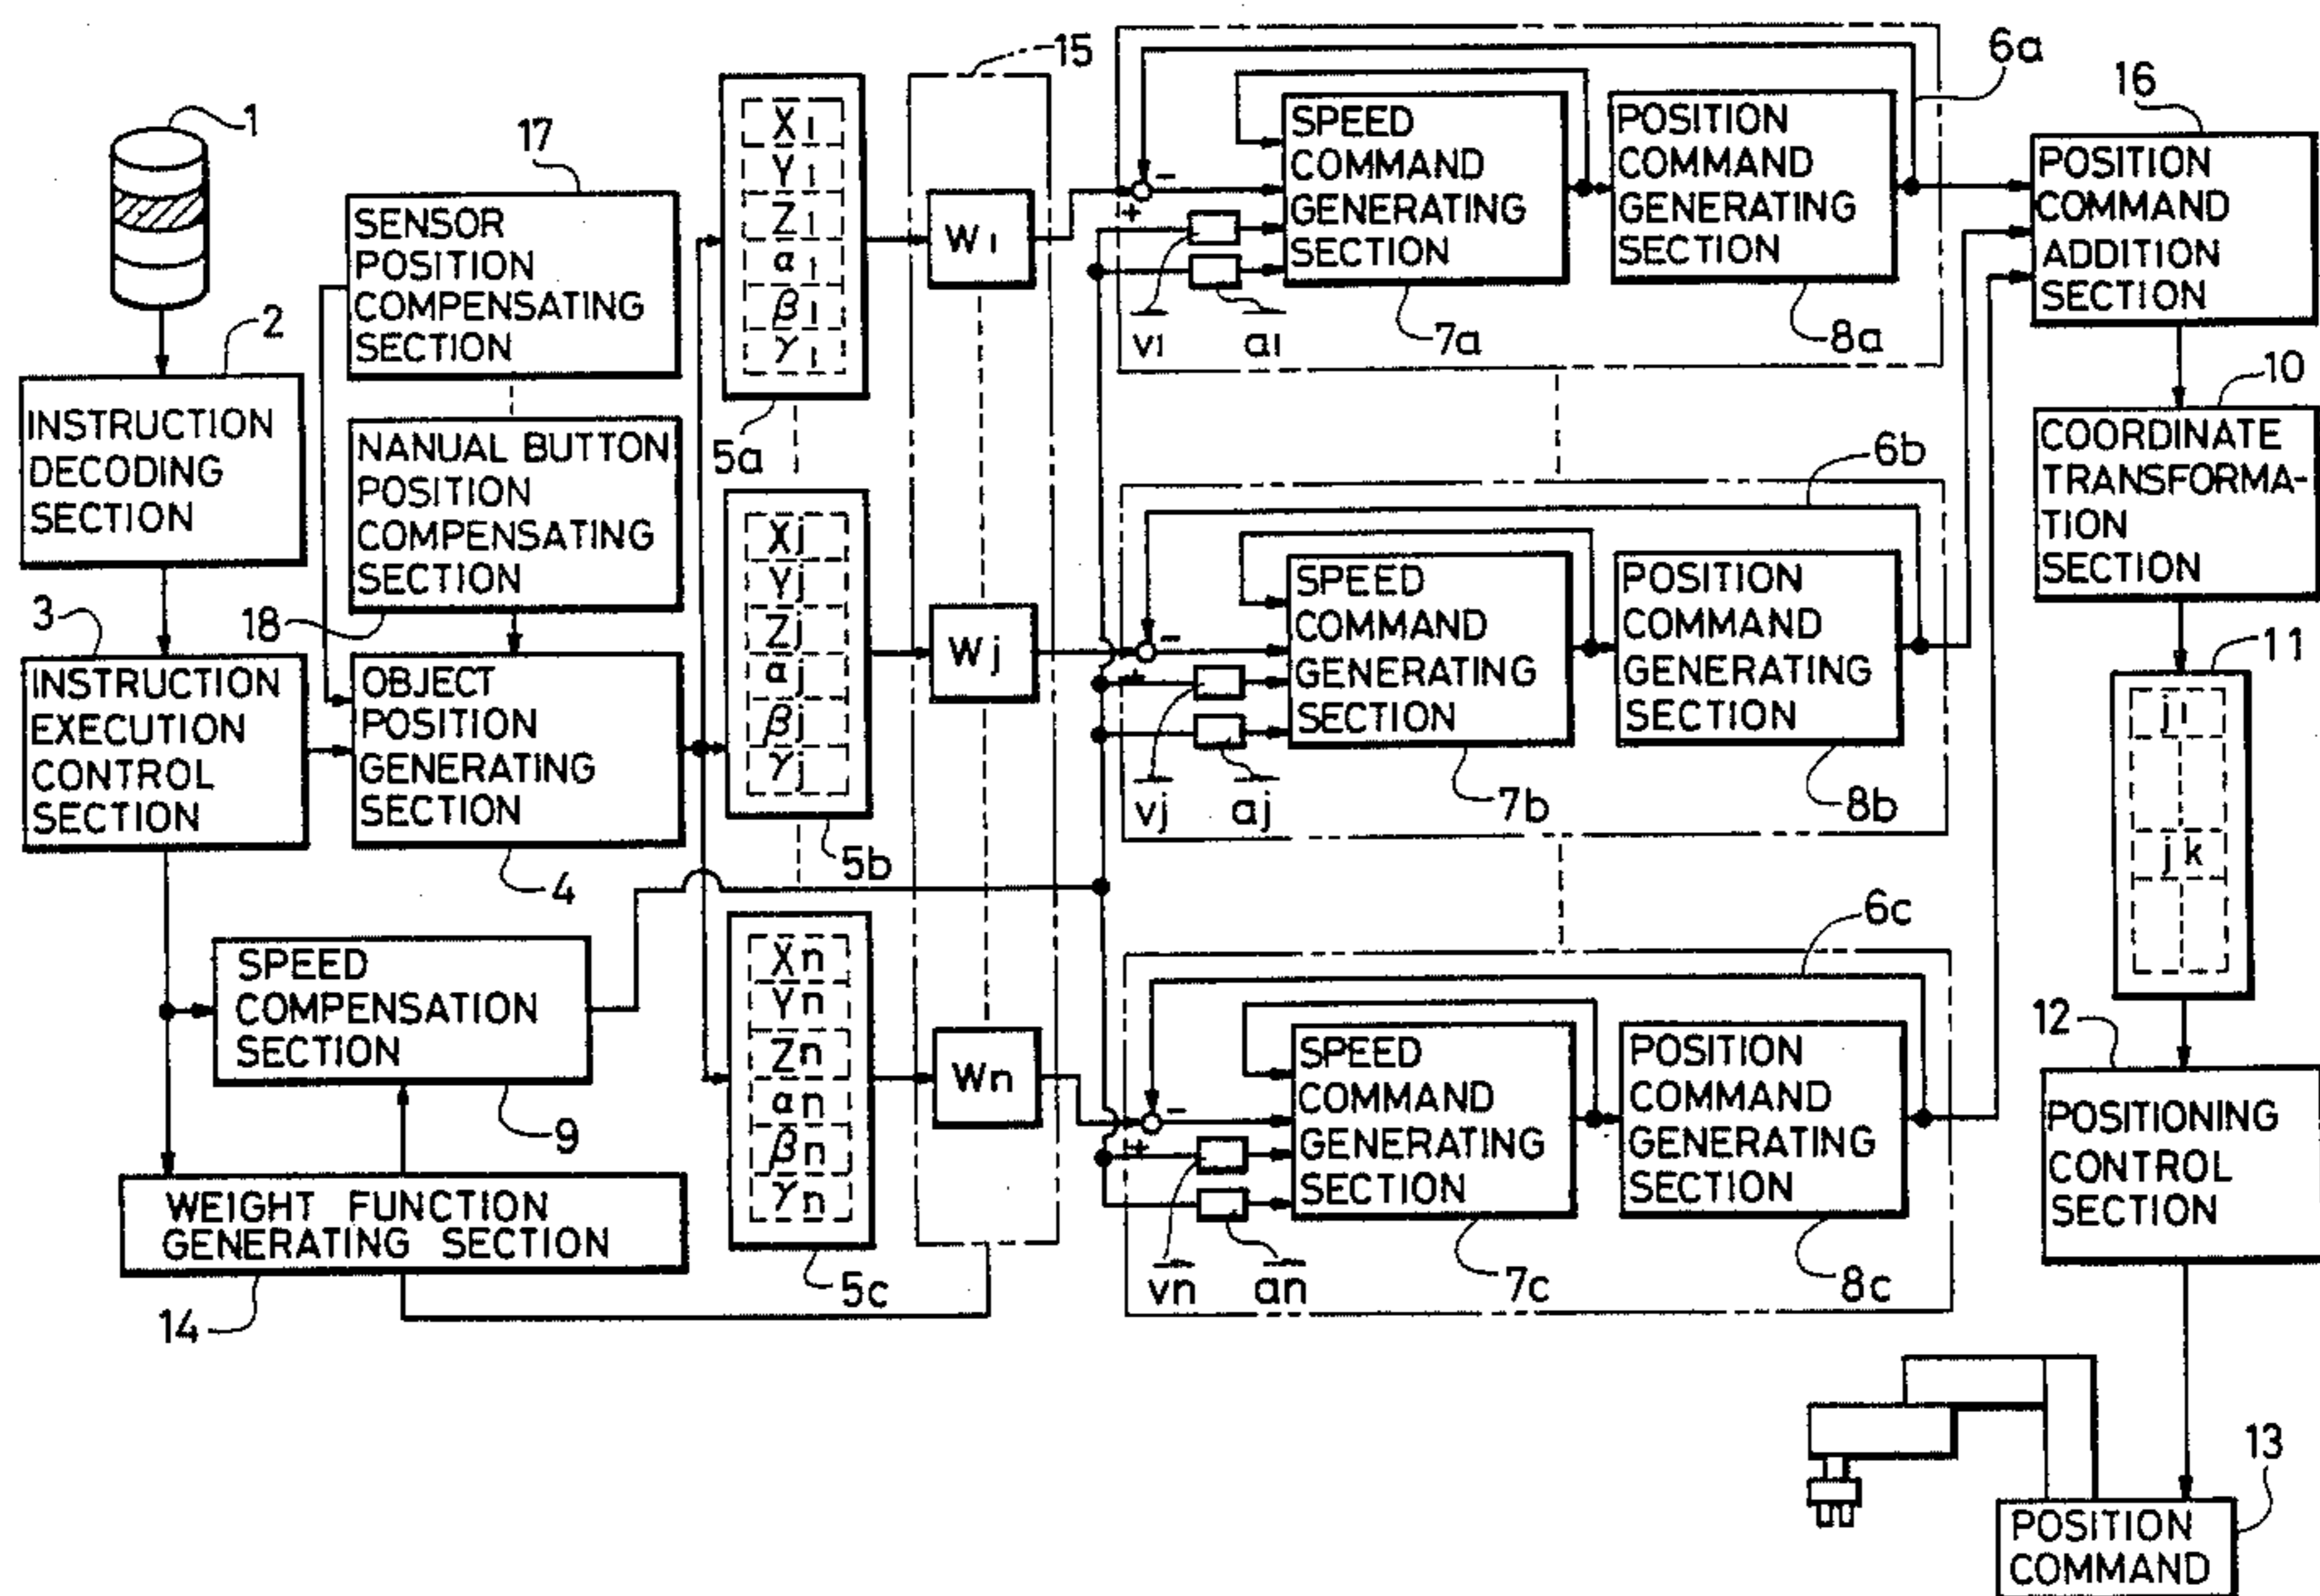 1
2
INSTRUCTION
DECODING
SECTION
3
INSTRUCTION
EXECUTION
CONTROL
SECTION
17
SENSOR
POSITION
COMPENSATING
SECTION
18
NANUAL BUTTON
POSITION
COMPENSATING
SECTION
OBJECT
POSITION
GENERATING
SECTION
4
SPEED
COMPENSATION
SECTION
9
WEIGHT FUNCTION
GENERATING SECTION
14
X1
Y1
Z1
α1
β1
γ1
5a
Xj
Yj
Zj
αj
βj
γj
5b
Xn
Yn
Zn
αn
βn
γn
5c
15
W1
Wj
Wn
6a
-
+
SPEED
COMMAND
GENERATING
SECTION
POSITION
COMMAND
GENERATING
SECTION
v1
a1
7a
8a
6b
-
+
SPEED
COMMAND
GENERATING
SECTION
POSITION
COMMAND
GENERATING
SECTION
vj
aj
7b
8b
6c
-
+
SPEED
COMMAND
GENERATING
SECTION
POSITION
COMMAND
GENERATING
SECTION
vn
an
7c
8c
16
POSITION
COMMAND
ADDITION
SECTION
10
COORDINATE
TRANSFORMA-
TION
SECTION
11
j1
jk
12
POSITIONING
CONTROL
SECTION
13
POSITION
COMMAND